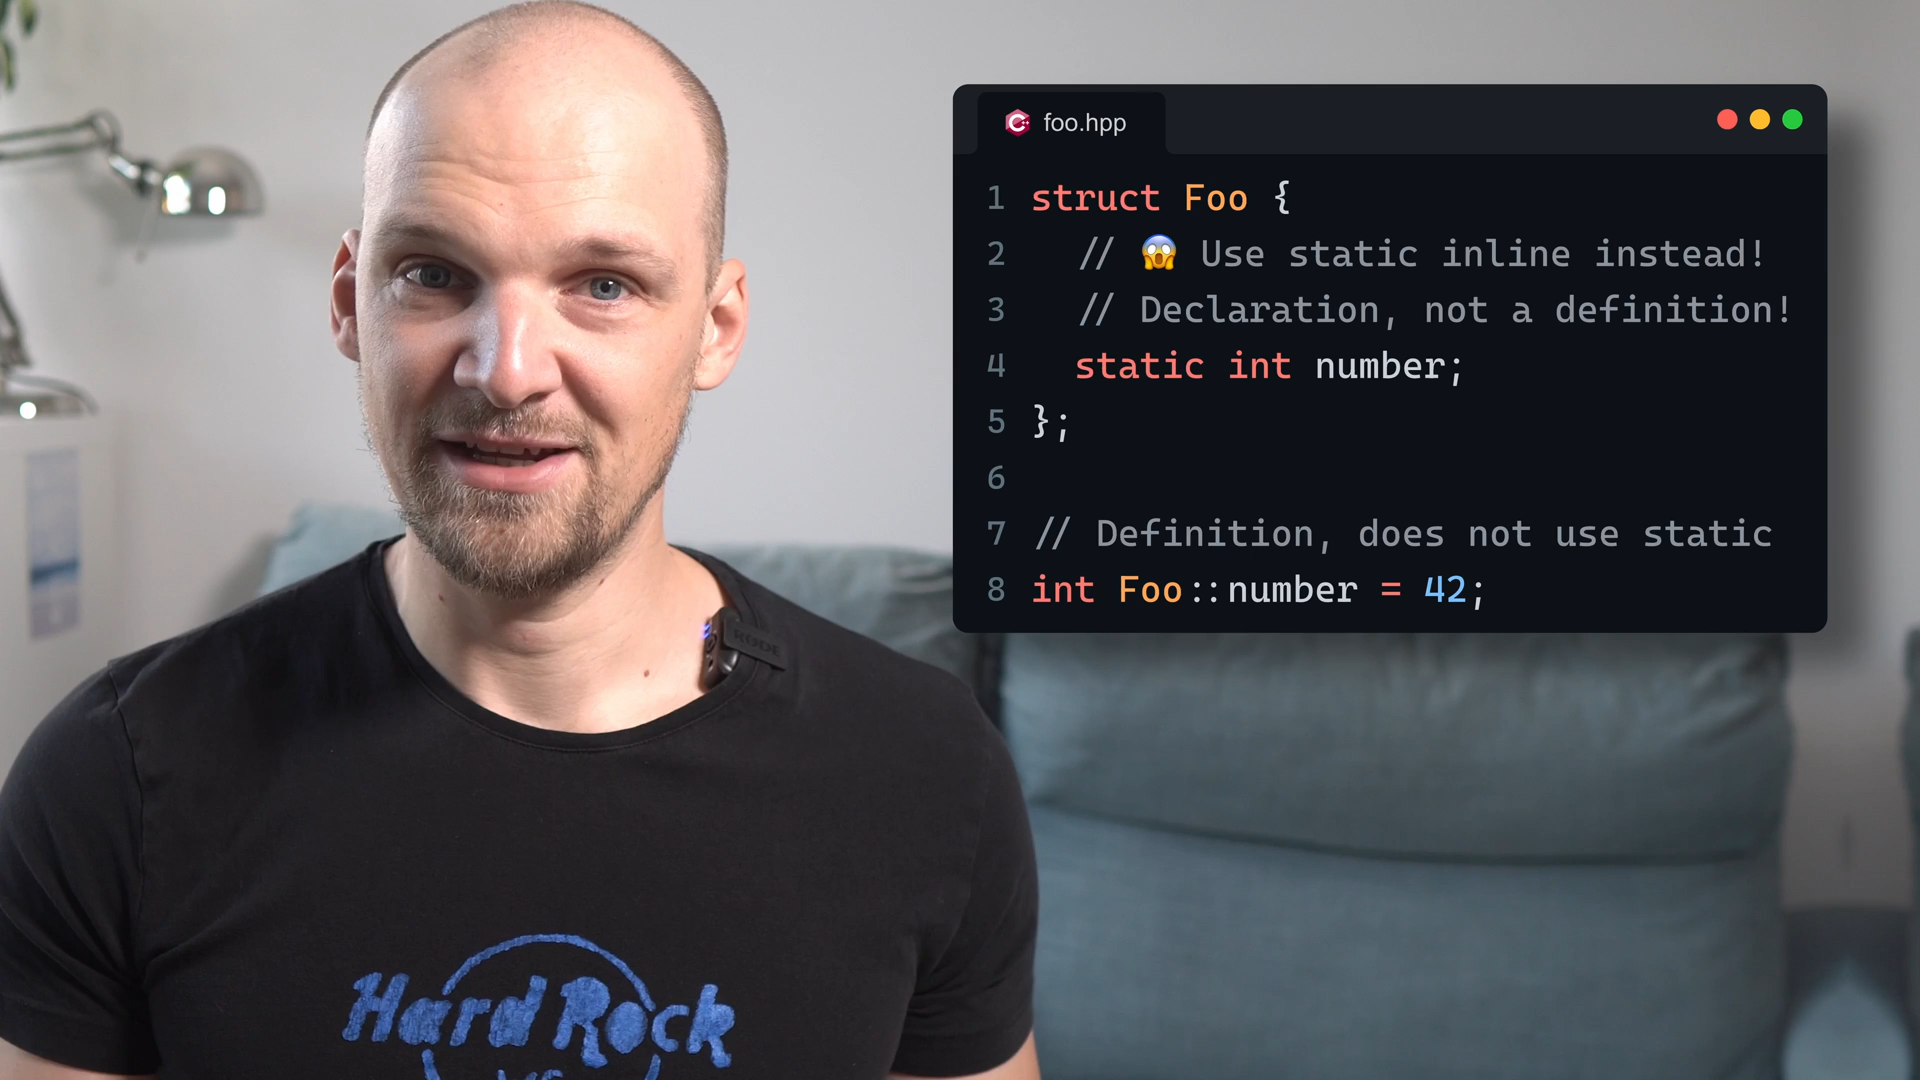 foo.hpp
1 struct Foo {
2 // 😱 Use static inline instead!
3 // Declaration, not a definition!
4 static int number;
5 };
6
7 // Definition, does not use static
8 int Foo::number = 42;
RODE
Hard Rock